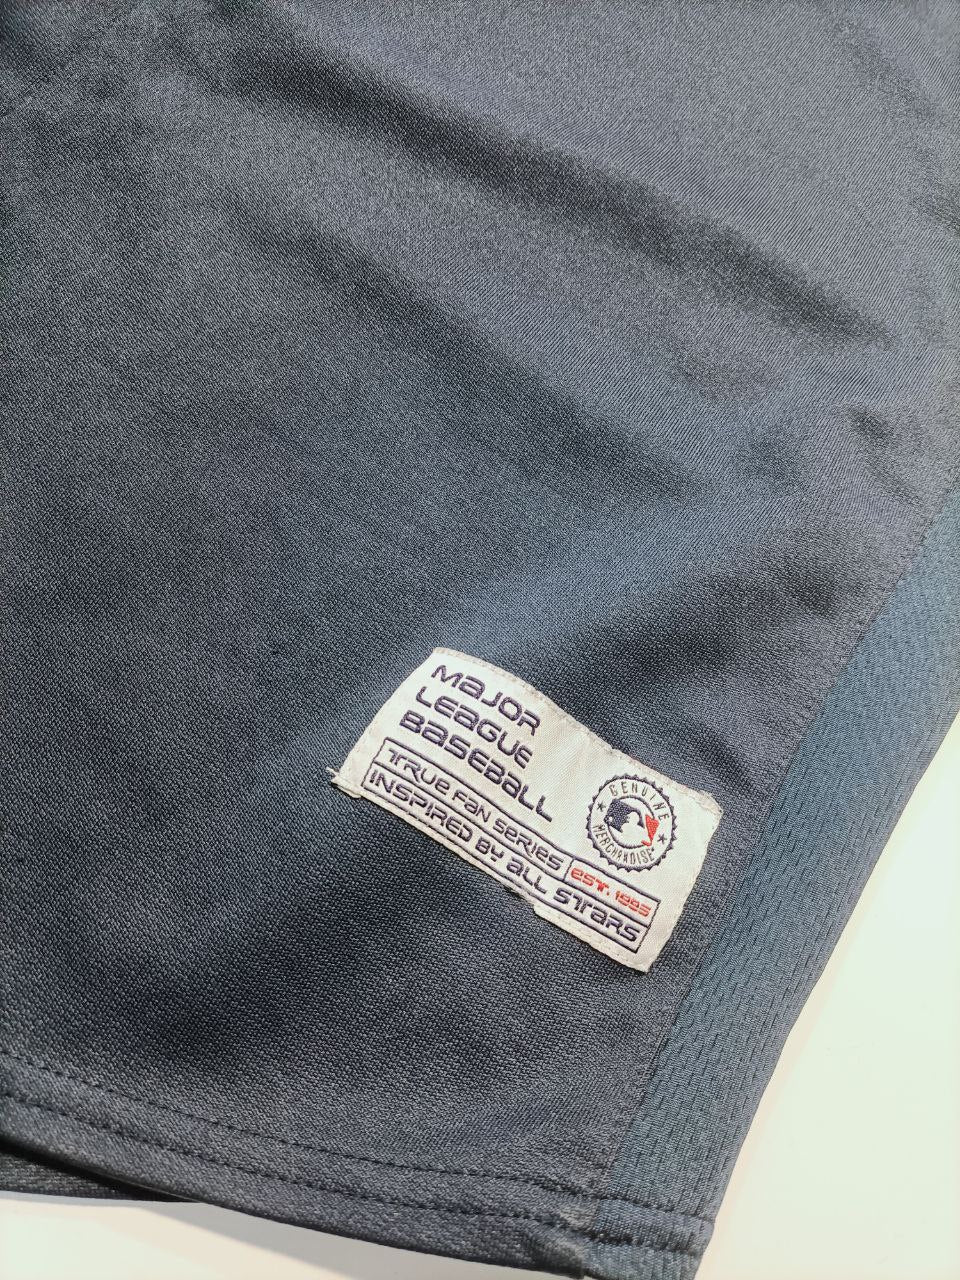 Major
League
Baseball
True Fan Series
EST. 1995
Inspired by All Stars
GENUINE
MERCHANDISE